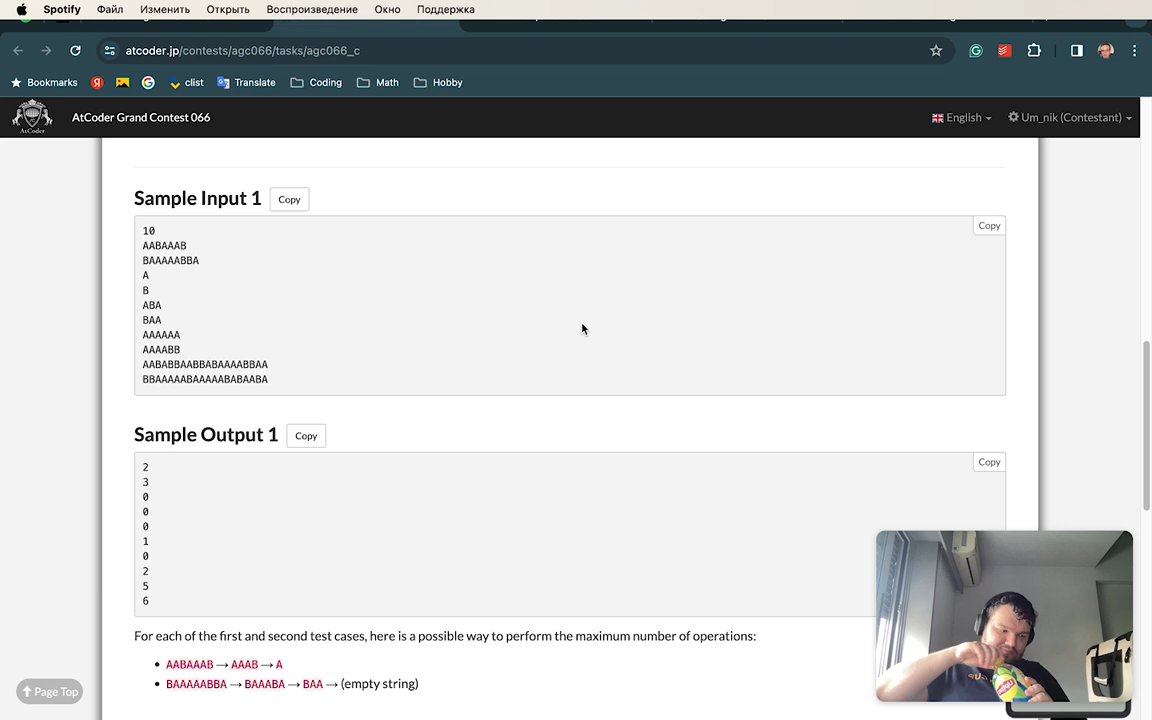 Spotify Файл Изменить Открыть Воспроизведение Окно Поддержка
atcoder.jp/contests/agc066/tasks/agc066_c
Bookmarks Я clist Translate Coding Math Hobby
AtCoder AtCoder Grand Contest 066 English Um_nik (Contestant)
Sample Input 1 Copy
Copy
10
AABAAAB
BAAAAABBA
A
B
ABA
BAA
AAAAAA
AAAABB
AABABBAABBABAAAABBAA
BBAAAAABAAAAABABAABA
Sample Output 1 Copy
Copy
2
3
0
0
0
1
0
2
5
6
For each of the first and second test cases, here is a possible way to perform the maximum number of operations:
• AABAAAB → AAAB → A
• BAAAAABBA → BAAABA → BAA → (empty string)
Page Top